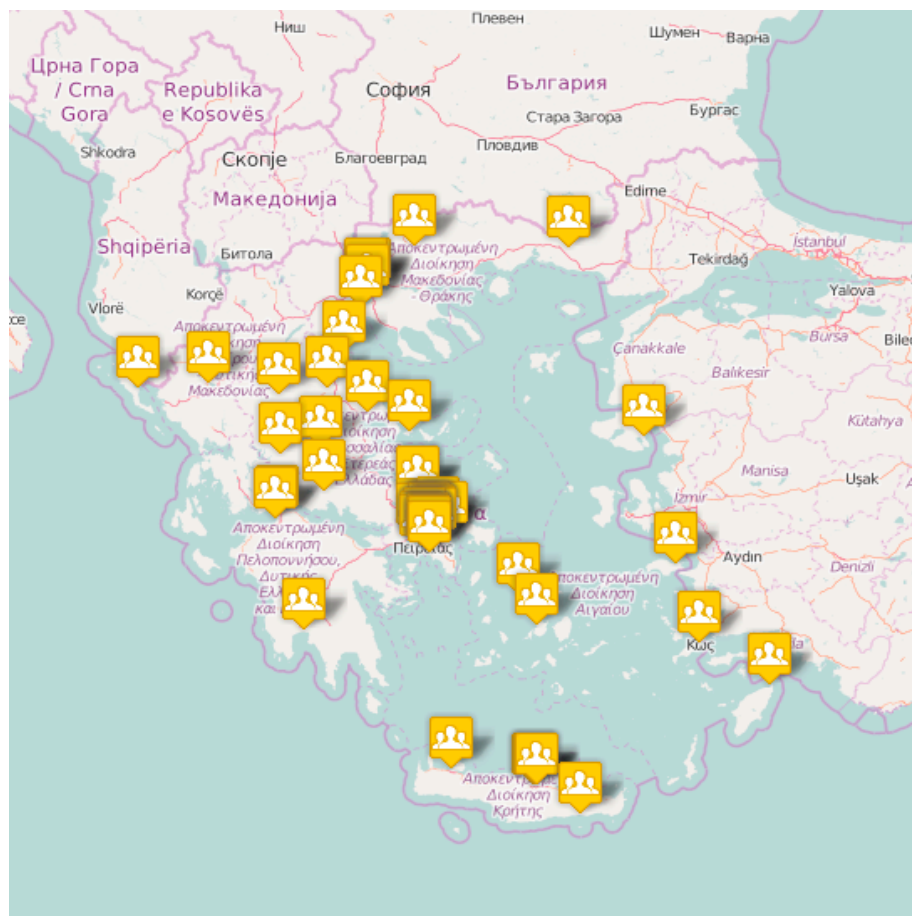 Плевен
Ниш
Шумен
Варна
Црна Гора
/ Crna
Gora
Republika
e Kosovës
София
България
Стара Загора
Бургас
Пловдив
Shkodra
Скопје
Благоевград
Македонија
Edirne
Shqipëria
Битола
Αποκεντρωμένη
Διοίκηση
Μακεδονίας
- Θράκης
İstanbul
Tekirdağ
Yalova
Korçë
Vlorë
Αποκεντρωμένη
Μακεδονίας
Bursa
Çanakkale
Balıkesir
Kütahya
Manisa
Uşak
İzmir
Αποκεντρωμένη
Διοίκηση
Πελοποννήσου,
Δυτικής
Πειραιάς
Aydın
Denizli
Διοίκηση
Αιγαίου
Κως
Διοίκηση
Κρήτης